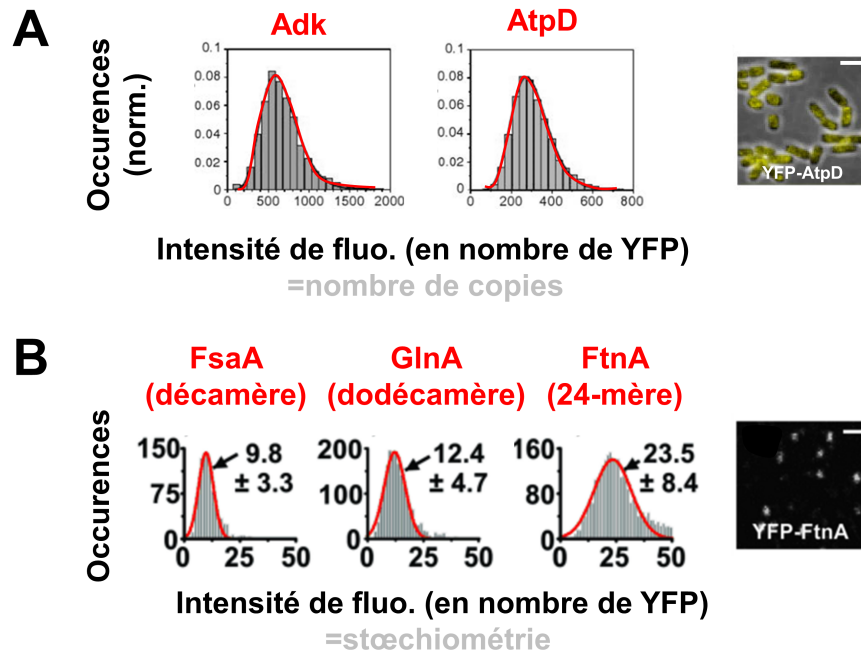 A
Adk
AtpD
Occurences
(norm.)
0.1
0.08
0.06
0.04
0.02
0
0 500 1000 1500 2000
0.1
0.08
0.06
0.04
0.02
0
0 200 400 600 800
YFP-AtpD
Intensité de fluo. (en nombre de YFP)
=nombre de copies
B
FsaA
(décamère)
GlnA
(dodécamère)
FtnA
(24-mère)
Occurences
150
75
0
0 25 50
9.8
± 3.3
200
100
0
0 25 50
12.4
± 4.7
160
80
0
0 25 50
23.5
± 8.4
YFP-FtnA
Intensité de fluo. (en nombre de YFP)
=stœchiométrie